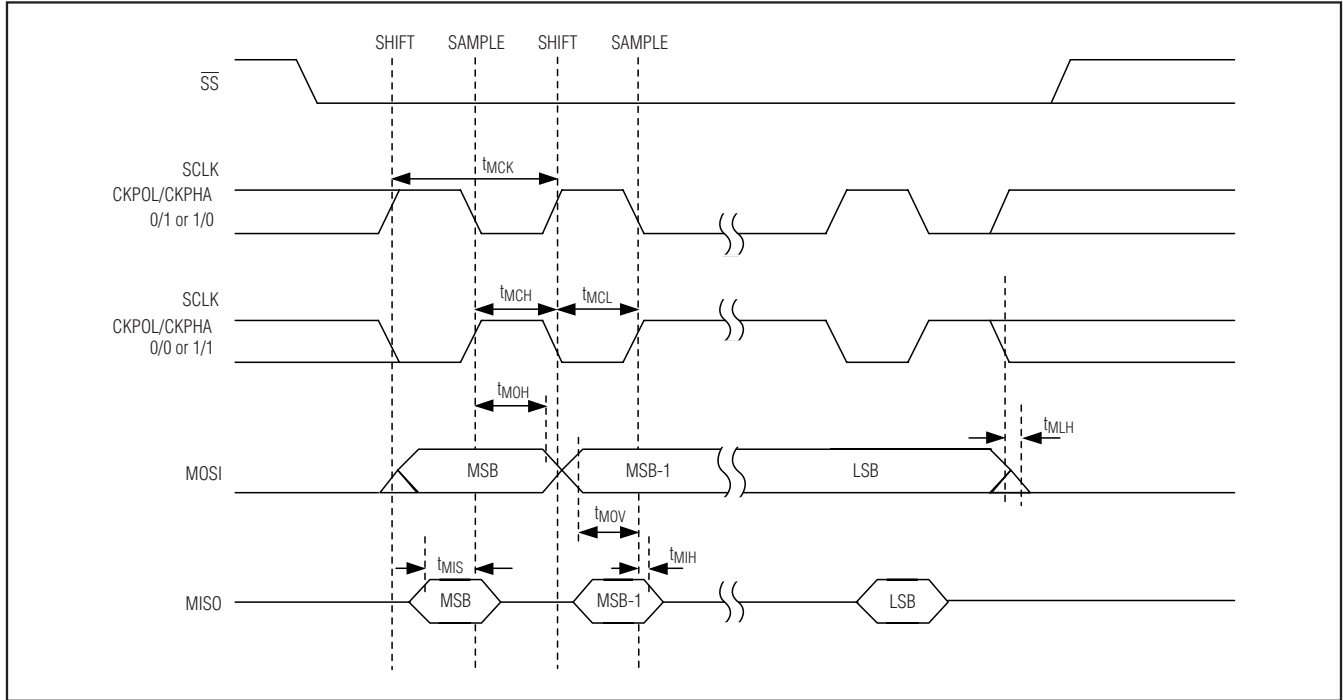 SHIFT SAMPLE SHIFT SAMPLE
SS
SCLK
CKPOL/CKPHA
0/1 or 1/0
tMCK
SCLK
CKPOL/CKPHA
0/0 or 1/1
tMCH tMCL
tMOH
tMLH
MOSI MSB MSB-1 LSB
tMOV
tMIS tMIH
MISO MSB MSB-1 LSB